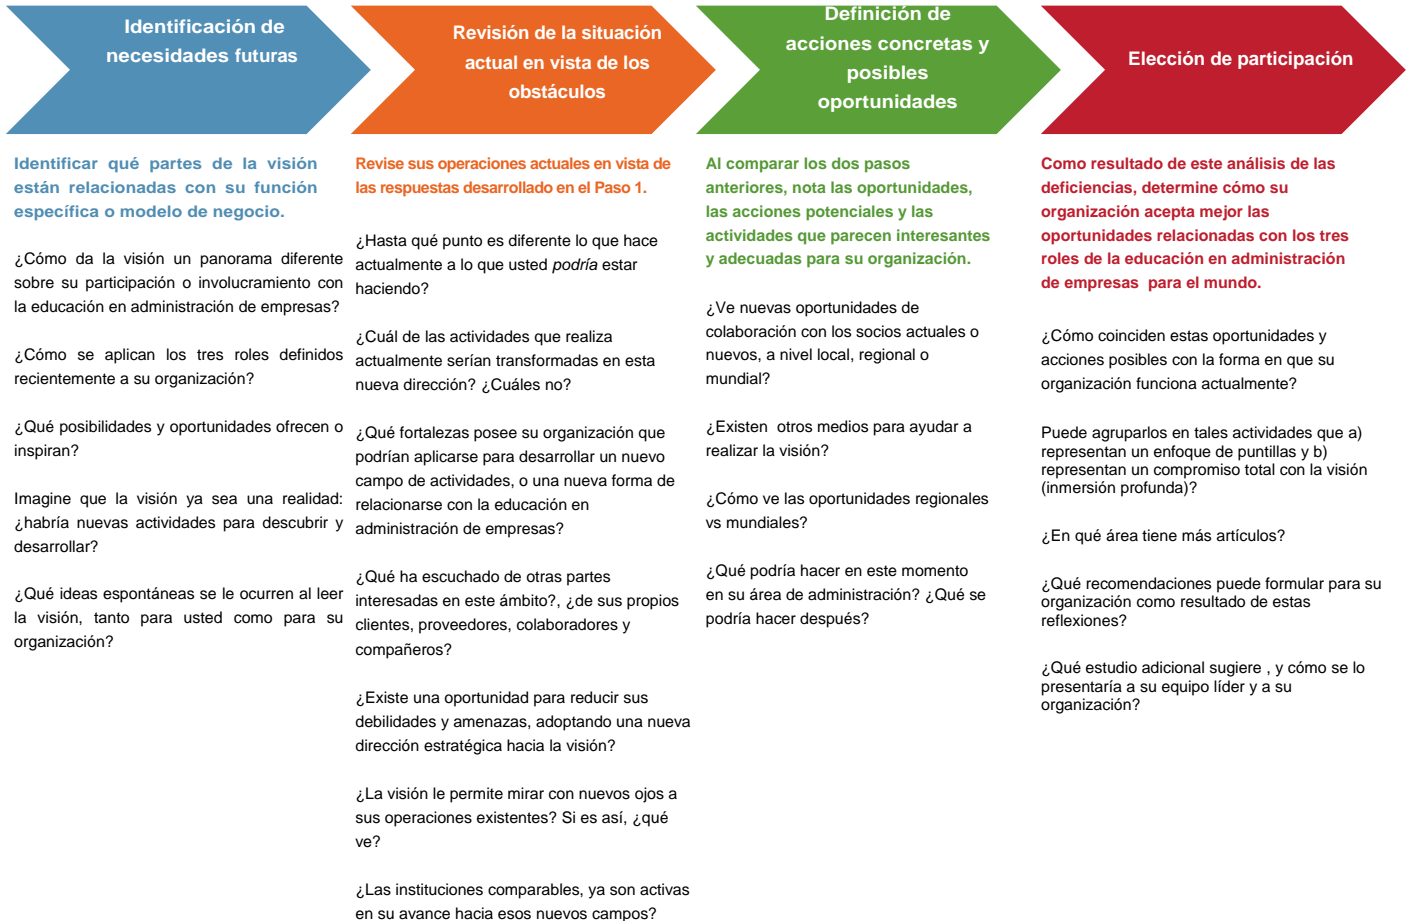 Identificación de
necesidades futuras
Revisión de la situación
actual en vista de los
obstáculos
Definición de
acciones concretas y
posibles
oportunidades
Elección de participación
Identificar qué partes de la visión
están relacionadas con su función
específica o modelo de negocio.
¿Cómo da la visión un panorama diferente
sobre su participación o involucramiento con
la educación en administración de empresas?
¿Cómo se aplican los tres roles definidos
recientemente a su organización?
¿Qué posibilidades y oportunidades ofrecen o
inspiran?
Imagine que la visión ya sea una realidad:
¿habría nuevas actividades para descubrir y
desarrollar?
¿Qué ideas espontáneas se le ocurren al leer
la visión, tanto para usted como para su
organización?
Revise sus operaciones actuales en vista de
las respuestas desarrollado en el Paso 1.
¿Hasta qué punto es diferente lo que hace
actualmente a lo que usted podría estar
haciendo?
¿Cuál de las actividades que realiza
actualmente serían transformadas en esta
nueva dirección? ¿Cuáles no?
¿Qué fortalezas posee su organización que
podrían aplicarse para desarrollar un nuevo
campo de actividades, o una nueva forma de
relacionarse con la educación en
administración de empresas?
¿Qué ha escuchado de otras partes
interesadas en este ámbito?, ¿de sus propios
clientes, proveedores, colaboradores y
compañeros?
¿Existe una oportunidad para reducir sus
debilidades y amenazas, adoptando una nueva
dirección estratégica hacia la visión?
¿La visión le permite mirar con nuevos ojos a
sus operaciones existentes? Si es así, ¿qué
ve?
¿Las instituciones comparables, ya son activas
en su avance hacia esos nuevos campos?
Al comparar los dos pasos
anteriores, nota las oportunidades,
las acciones potenciales y las
actividades que parecen interesantes
y adecuadas para su organización.
¿Ve nuevas oportunidades de
colaboración con los socios actuales o
nuevos, a nivel local, regional o
mundial?
¿Existen otros medios para ayudar a
realizar la visión?
¿Cómo ve las oportunidades regionales
vs mundiales?
¿Qué podría hacer en este momento
en su área de administración? ¿Qué se
podría hacer después?
Como resultado de este análisis de las
deficiencias, determine cómo su
organización acepta mejor las
oportunidades relacionadas con los tres
roles de la educación en administración
de empresas para el mundo.
¿Cómo coinciden estas oportunidades y
acciones posibles con la forma en que su
organización funciona actualmente?
Puede agruparlos en tales actividades que a)
representan un enfoque de puntillas y b)
representan un compromiso total con la visión
(inmersión profunda)?
¿En qué área tiene más artículos?
¿Qué recomendaciones puede formular para su
organización como resultado de estas
reflexiones?
¿Qué estudio adicional sugiere , y cómo se lo
presentaría a su equipo líder y a su
organización?